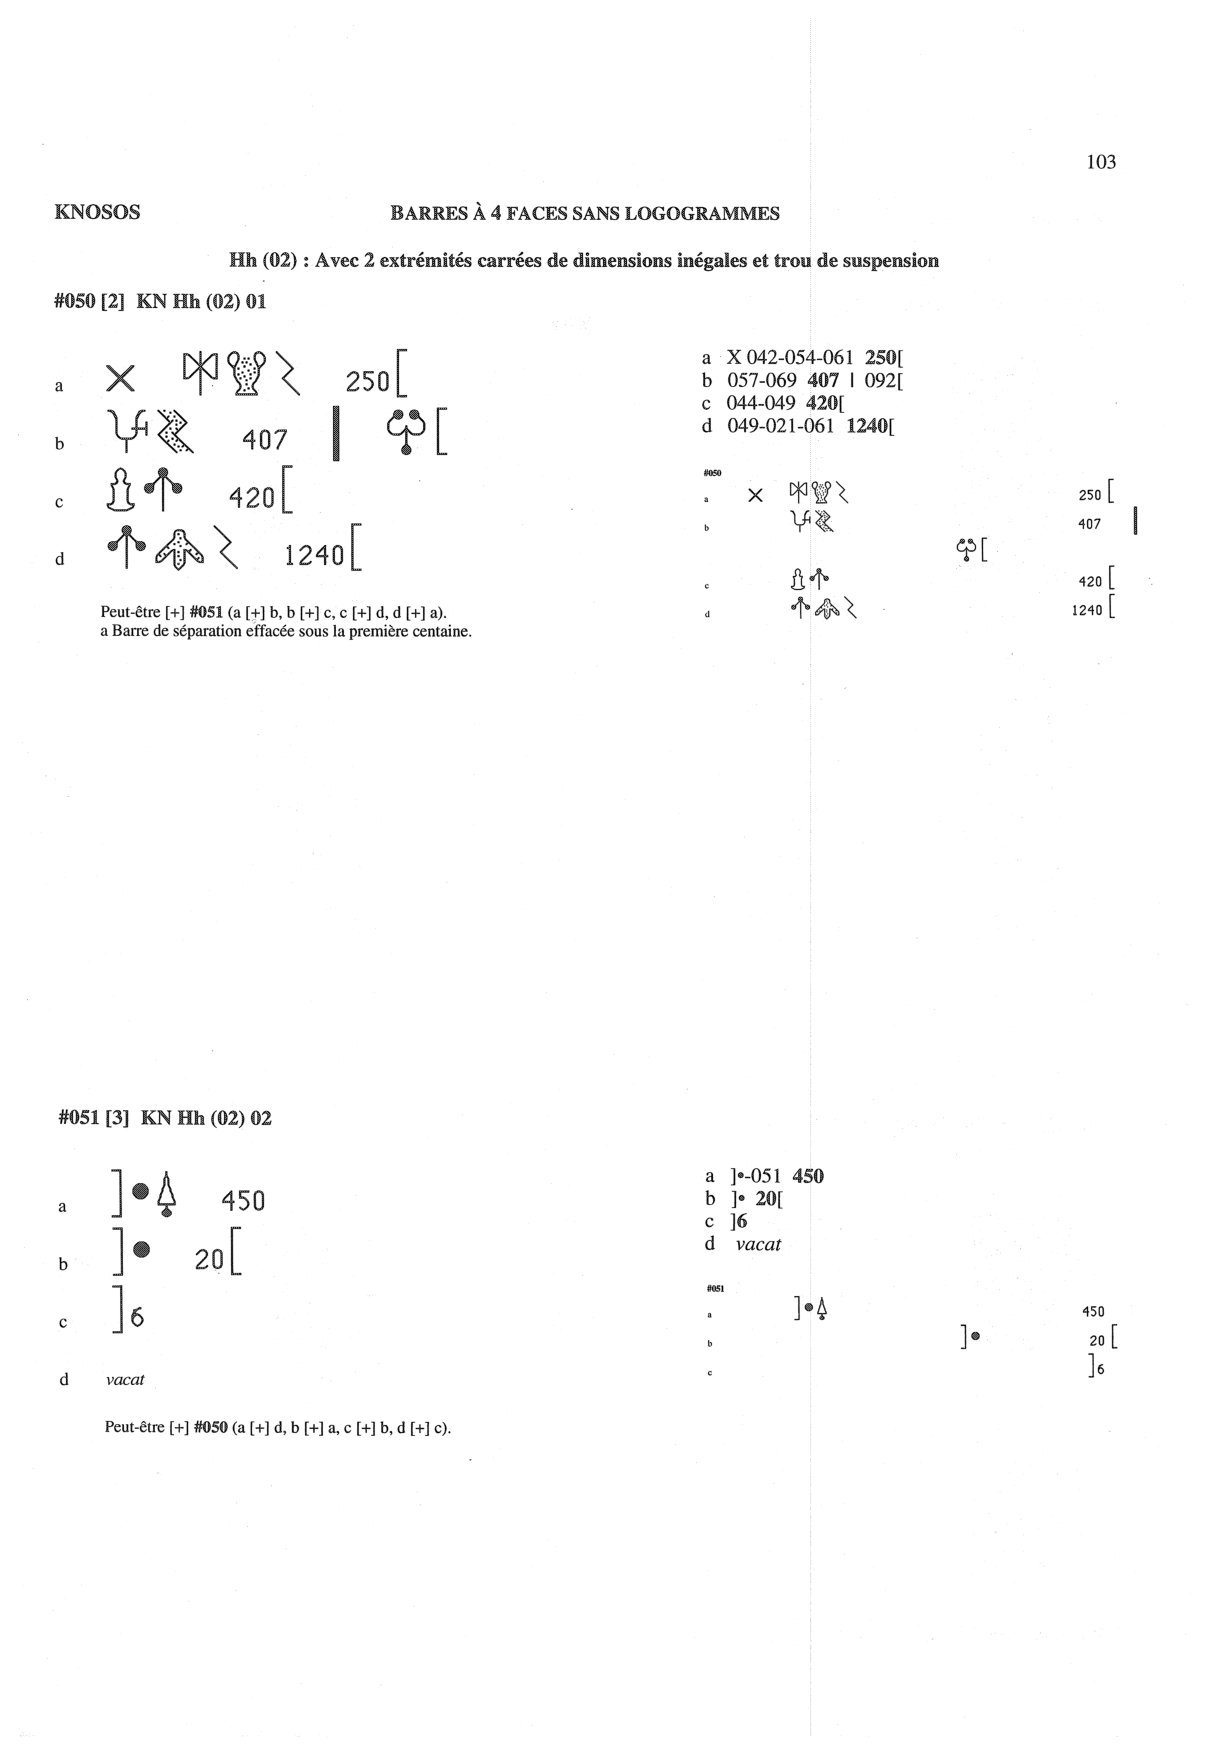 103
KNOSOS BARRES À 4 FACES SANS LOGOGRAMMES
Hh (02) : Avec 2 extrémités carrées de dimensions inégales et trou de suspension
#050 [2] KN Hh (02) 01
a X 250[
b 407 | [
c 420[
d 1240[
Peut-être [+] #051 (a [+] b, b [+] c, c [+] d, d [+] a).
a Barre de séparation effacée sous la première centaine.
a X 042-054-061 250[
b 057-069 407 | 092[
c 044-049 420[
d 049-021-061 1240[
#050
a X 250 [
b 407 |
[
c 420 [
d 1240 [
#051 [3] KN Hh (02) 02
a ]• 450
b ]• 20[
c ]6
d vacat
Peut-être [+] #050 (a [+] d, b [+] a, c [+] b, d [+] c).
a ]•-051 450
b ]• 20[
c ]6
d vacat
#051
a ]• 450
b ]• 20 [
c ]6